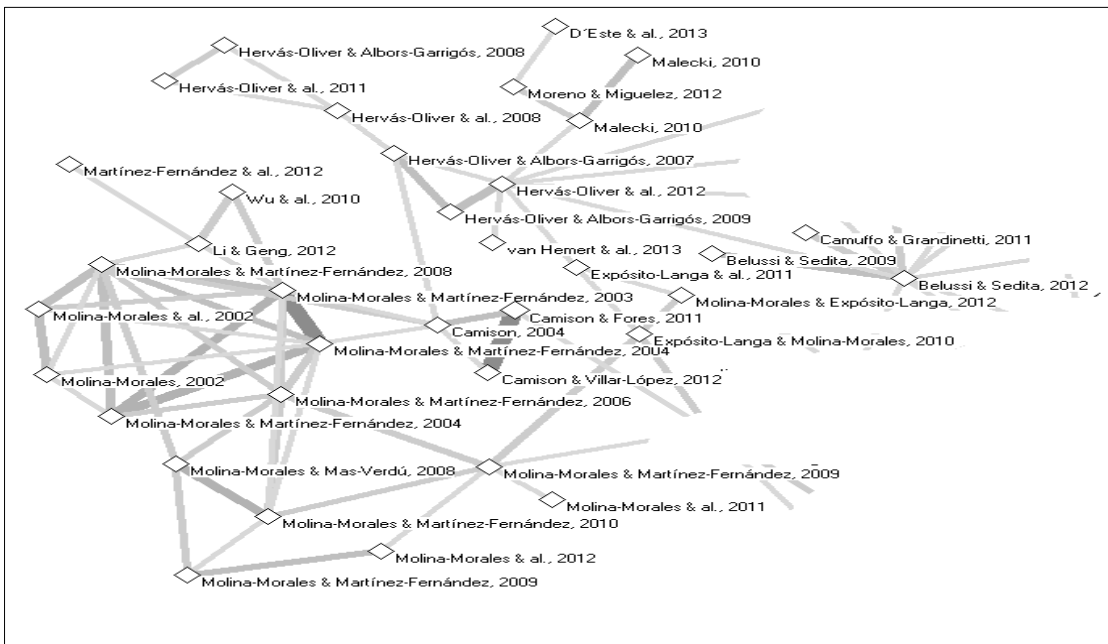 D´Este & al., 2013
Hervás-Oliver & Albors-Garrigós, 2008
Malecki, 2010
Hervás-Oliver & al., 2011
Moreno & Miguelez, 2012
Hervás-Oliver & al., 2008
Malecki, 2010
Hervás-Oliver & Albors-Garrigós, 2007
Martínez-Fernández & al., 2012
Hervás-Oliver & al., 2012
Wu & al., 2010
Hervás-Oliver & Albors-Garrigós, 2009
Camuffo & Grandinetti, 2011
Li & Geng, 2012
van Hemert & al., 2013
Belussi & Sedita, 2009
Molina-Morales & Martínez-Fernández, 2008
Expósito-Langa & al., 2011
Belussi & Sedita, 2012
Molina-Morales & Martínez-Fernández, 2003
Molina-Morales & Expósito-Langa, 2012
Molina-Morales & al., 2002
Camison & Fores, 2011
Camison, 2004
Expósito-Langa & Molina-Morales, 2010
Molina-Morales & Martínez-Fernández, 2004
Molina-Morales, 2002
Camison & Villar-López, 2012
Molina-Morales & Martínez-Fernández, 2006
Molina-Morales & Martínez-Fernández, 2004
Molina-Morales & Mas-Verdú, 2008
Molina-Morales & Martínez-Fernández, 2009
Molina-Morales & al., 2011
Molina-Morales & Martínez-Fernández, 2010
Molina-Morales & al., 2012
Molina-Morales & Martínez-Fernández, 2009